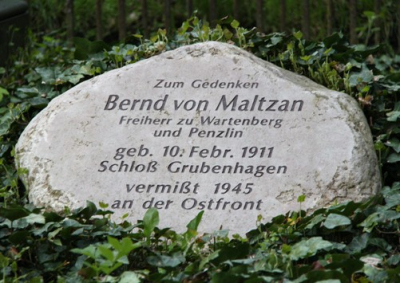 Zum Gedenken
Bernd von Maltzan
Freiherr zu Wartenberg
und Penzlin
geb. 10. Febr. 1911
Schloß Grubenhagen
vermißt 1945
an der Ostfront